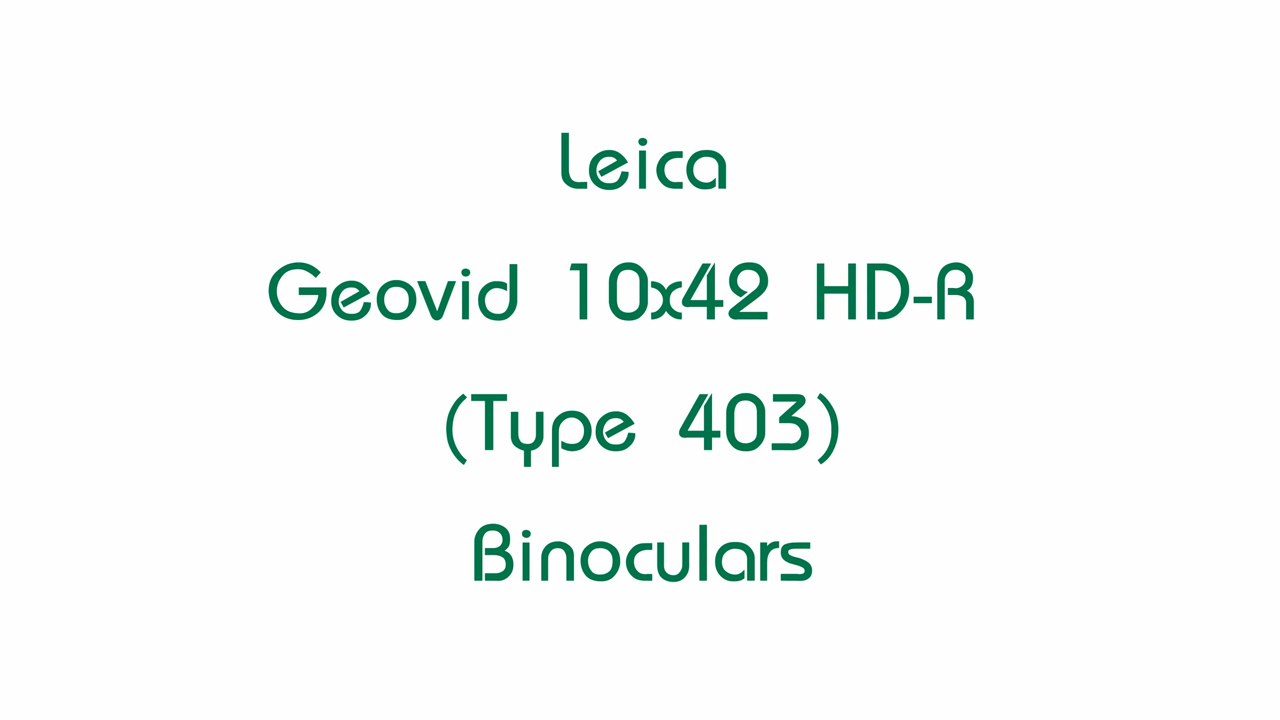 Leica
Geovid 10x42 HD-R
(Type 403)
Binoculars